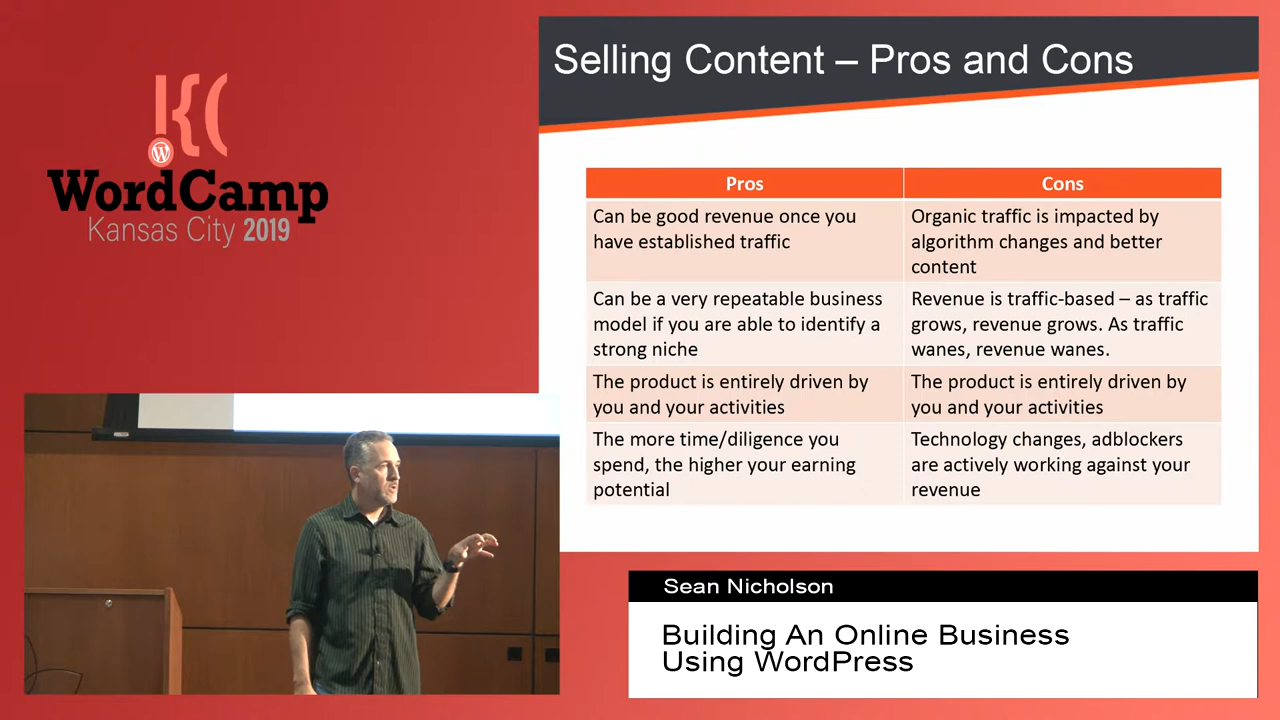 KC
WordCamp
Kansas City 2019
Selling Content – Pros and Cons
Pros
Cons
Can be good revenue once you
have established traffic
Organic traffic is impacted by
algorithm changes and better
content
Can be a very repeatable business
model if you are able to identify a
strong niche
Revenue is traffic-based – as traffic
grows, revenue grows. As traffic
wanes, revenue wanes.
The product is entirely driven by
you and your activities
The product is entirely driven by
you and your activities
The more time/diligence you
spend, the higher your earning
potential
Technology changes, adblockers
are actively working against your
revenue
Sean Nicholson
Building An Online Business
Using WordPress